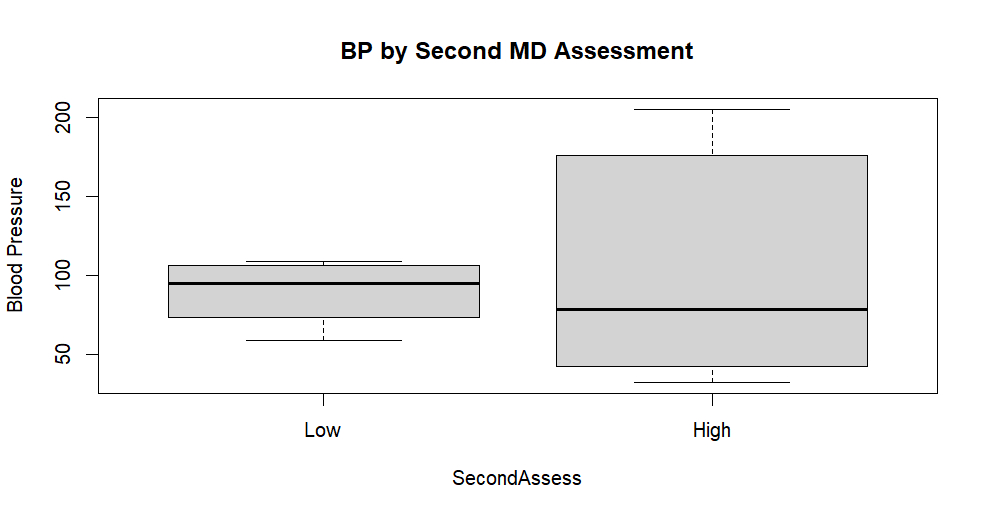 BP by Second MD Assessment
Blood Pressure
200
150
100
50
Low High
SecondAssess